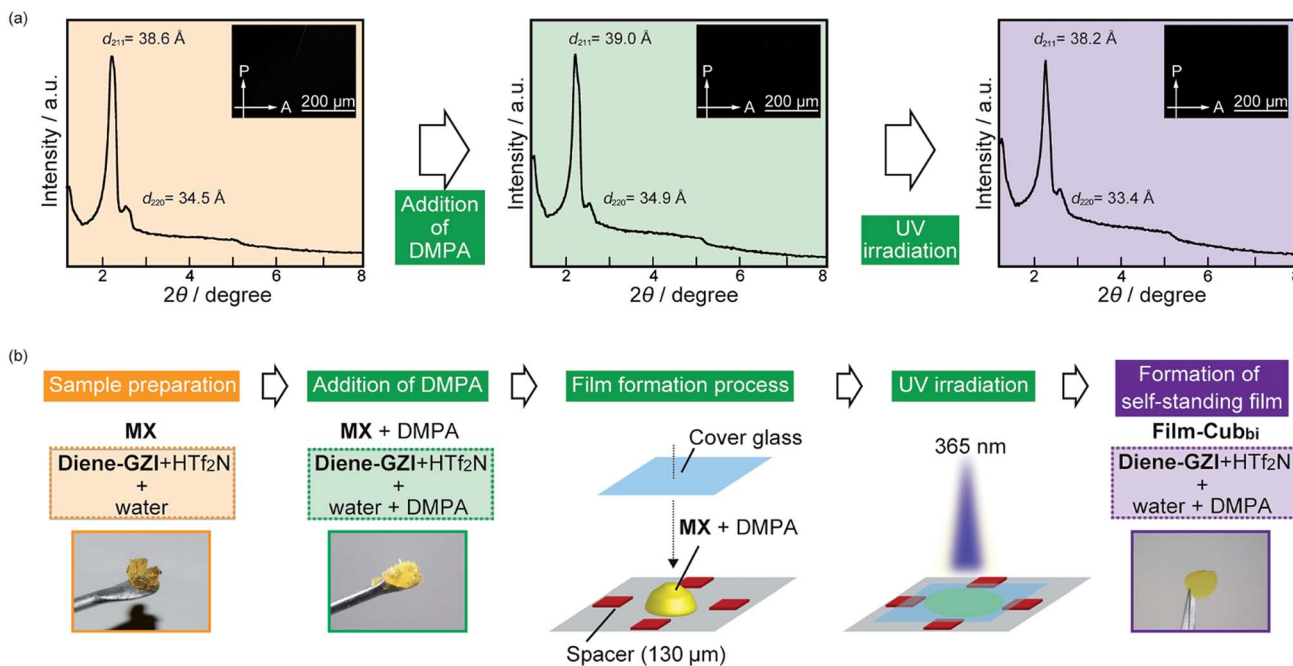 (a)
Intensity / a.u.
d211= 38.6 Å
d220= 34.5 Å
P
A
200 μm
2
4
6
8
2θ / degree
Addition
of
DMPA
Intensity / a.u.
d211= 39.0 Å
d220= 34.9 Å
P
A
200 μm
2
4
6
8
2θ / degree
UV
irradiation
Intensity / a.u.
d211= 38.2 Å
d220= 33.4 Å
P
A
200 μm
2
4
6
8
2θ / degree
(b)
Sample preparation
MX
Diene-GZI+HTf2N
+
water
Addition of DMPA
MX + DMPA
Diene-GZI+HTf2N
+
water + DMPA
Film formation process
Cover glass
MX + DMPA
Spacer (130 μm)
UV irradiation
365 nm
Formation of
self-standing film
Film-Cubbi
Diene-GZI+HTf2N
+
water + DMPA